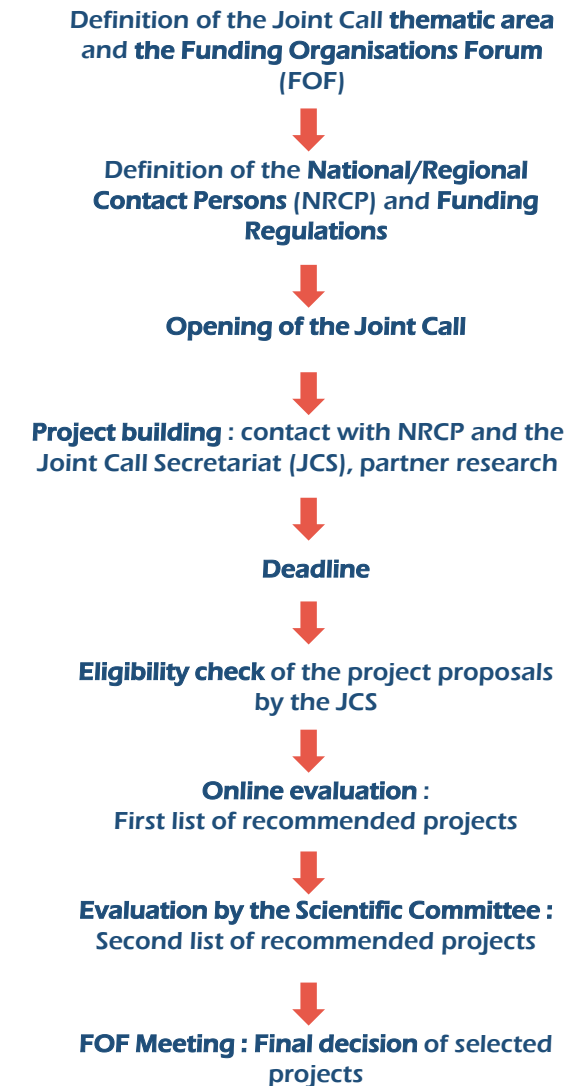 Definition of the Joint Call thematic area
and the Funding Organisations Forum
(FOF)
Definition of the National/Regional
Contact Persons (NRCP) and Funding
Regulations
Opening of the Joint Call
Project building : contact with NRCP and the
Joint Call Secretariat (JCS), partner research
Deadline
Eligibility check of the project proposals
by the JCS
Online evaluation :
First list of recommended projects
Evaluation by the Scientific Committee :
Second list of recommended projects
FOF Meeting : Final decision of selected
projects